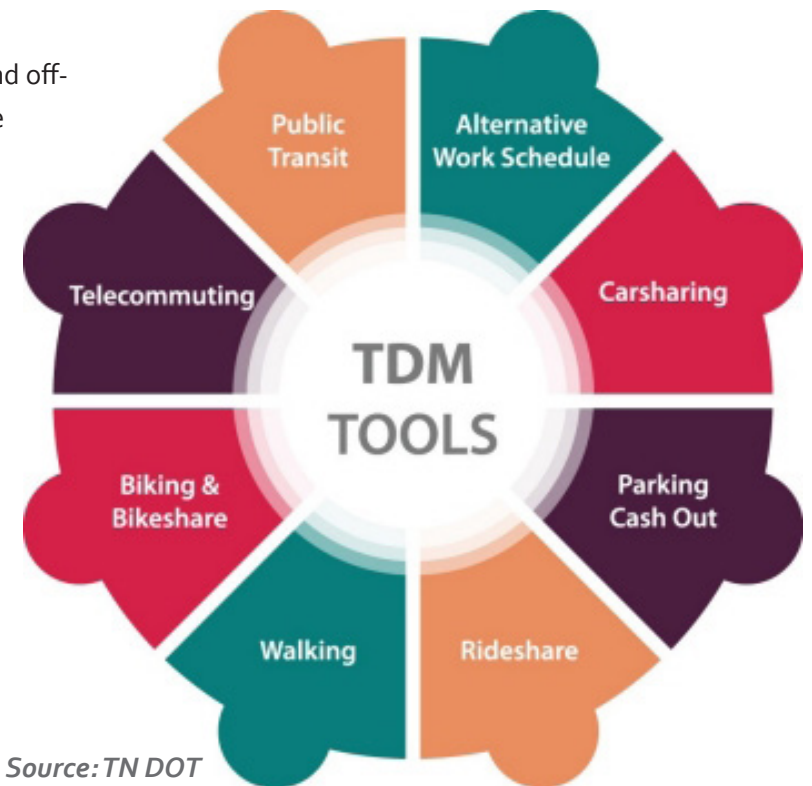 nd off-
e
Public
Transit
Alternative
Work Schedule
Telecommuting
Carsharing
TDM
TOOLS
Biking &
Bikeshare
Parking
Cash Out
Walking
Rideshare
Source: TN DOT